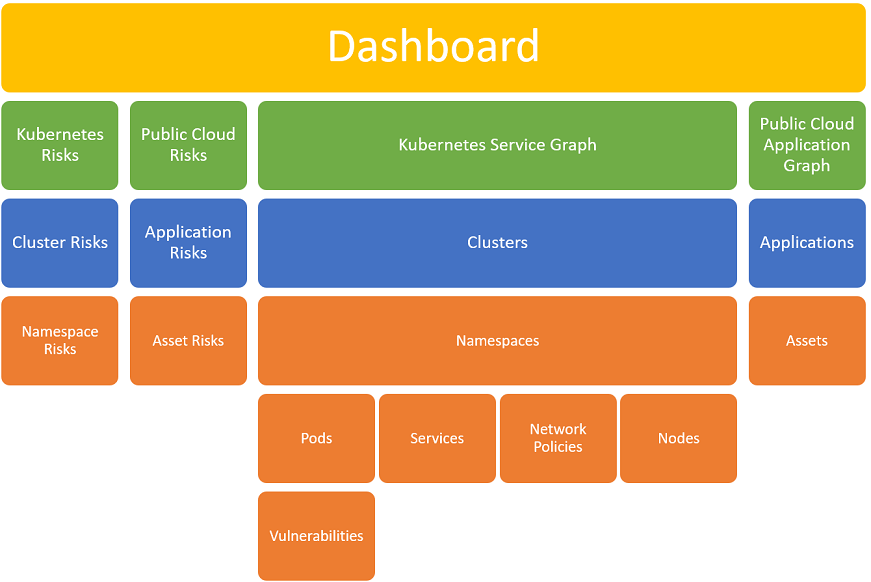 Dashboard
Kubernetes
Risks
Public Cloud
Risks
Kubernetes Service Graph
Public Cloud
Application
Graph
Cluster Risks
Application
Risks
Clusters
Applications
Namespace
Risks
Asset Risks
Namespaces
Assets
Pods
Services
Network
Policies
Nodes
Vulnerabilities